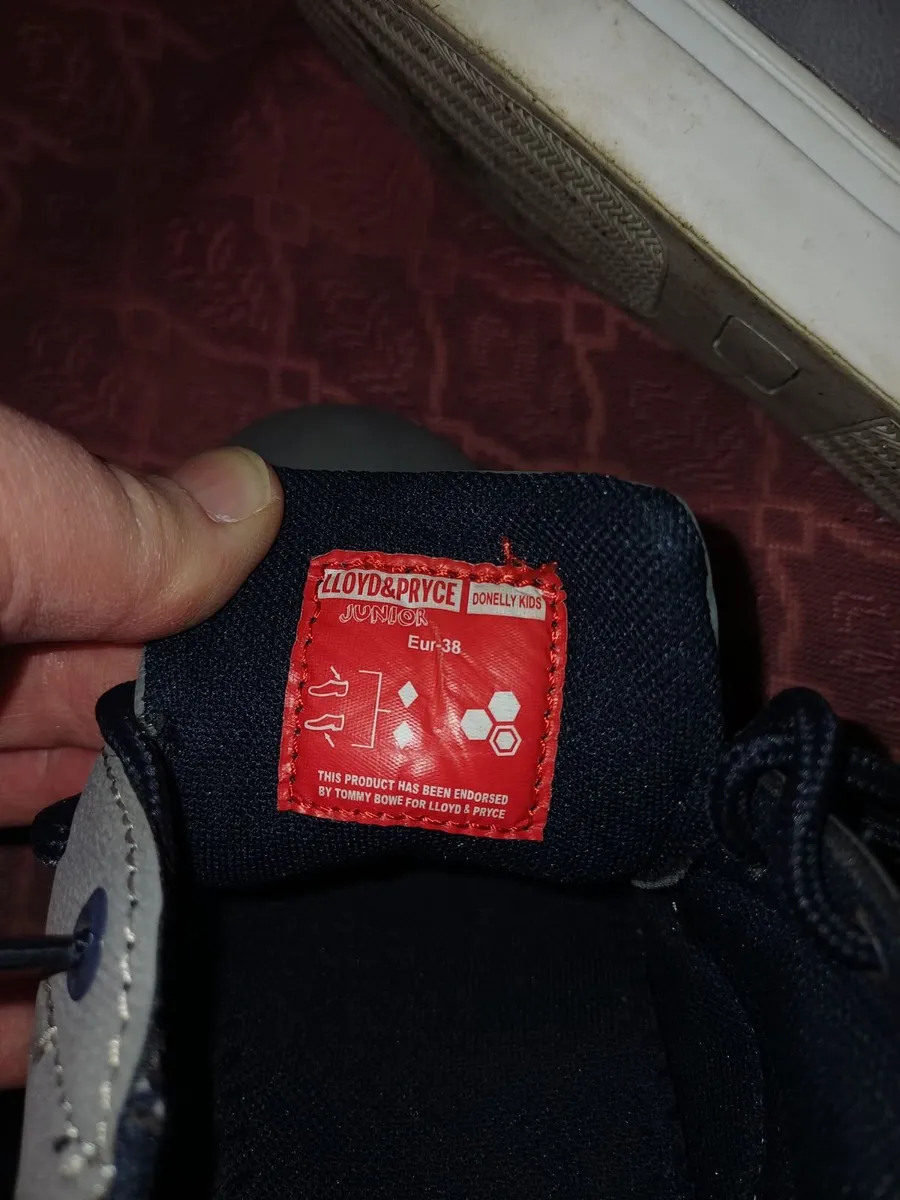 LLOYD&PRYCE DONELLY KIDS
JUNIOR
Eur-38
THIS PRODUCT HAS BEEN ENDORSED
BY TOMMY BOWE FOR LLOYD & PRYCE